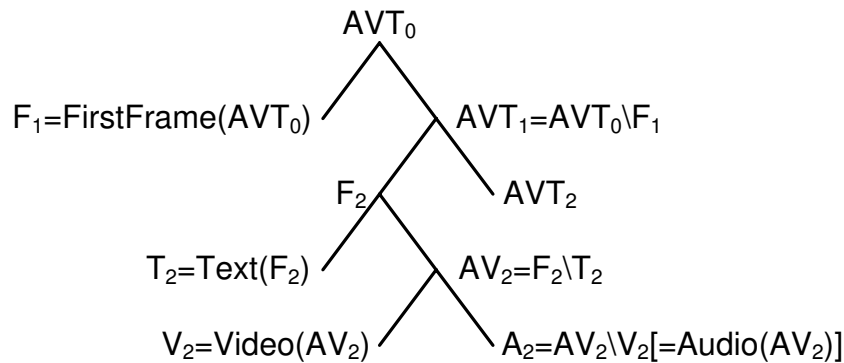 AVT₀
F₁=FirstFrame(AVT₀) AVT₁=AVT₀\F₁
F₂ AVT₂
T₂=Text(F₂) AV₂=F₂\T₂
V₂=Video(AV₂) A₂=AV₂\V₂[=Audio(AV₂)]